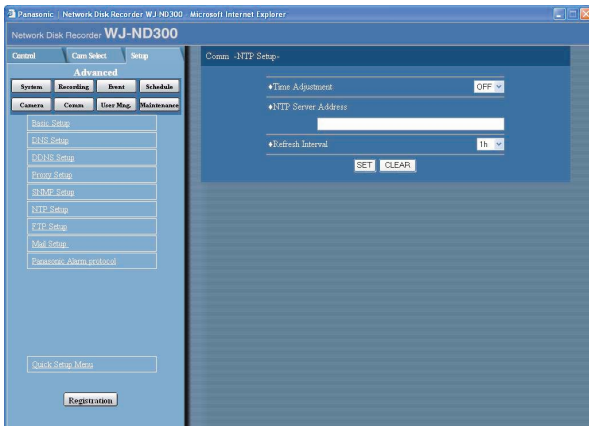 Panasonic | Network Disk Recorder WJ-ND300 - Microsoft Internet Explorer
Network Disk Recorder WJ-ND300
Control Cam Select Setup
Advanced
System Recording Event Schedule
Camera Comm User Mng. Maintenance
Basic Setup
DNS Setup
DDNS Setup
Proxy Setup
SNMP Setup
NTP Setup
FTP Setup
Mail Setup
Panasonic Alarm protocol
Quick Setup Menu
Registration
Comm -NTP Setup-
♦Time Adjustment OFF
♦NTP Server Address
♦Refresh Interval 1h
SET CLEAR